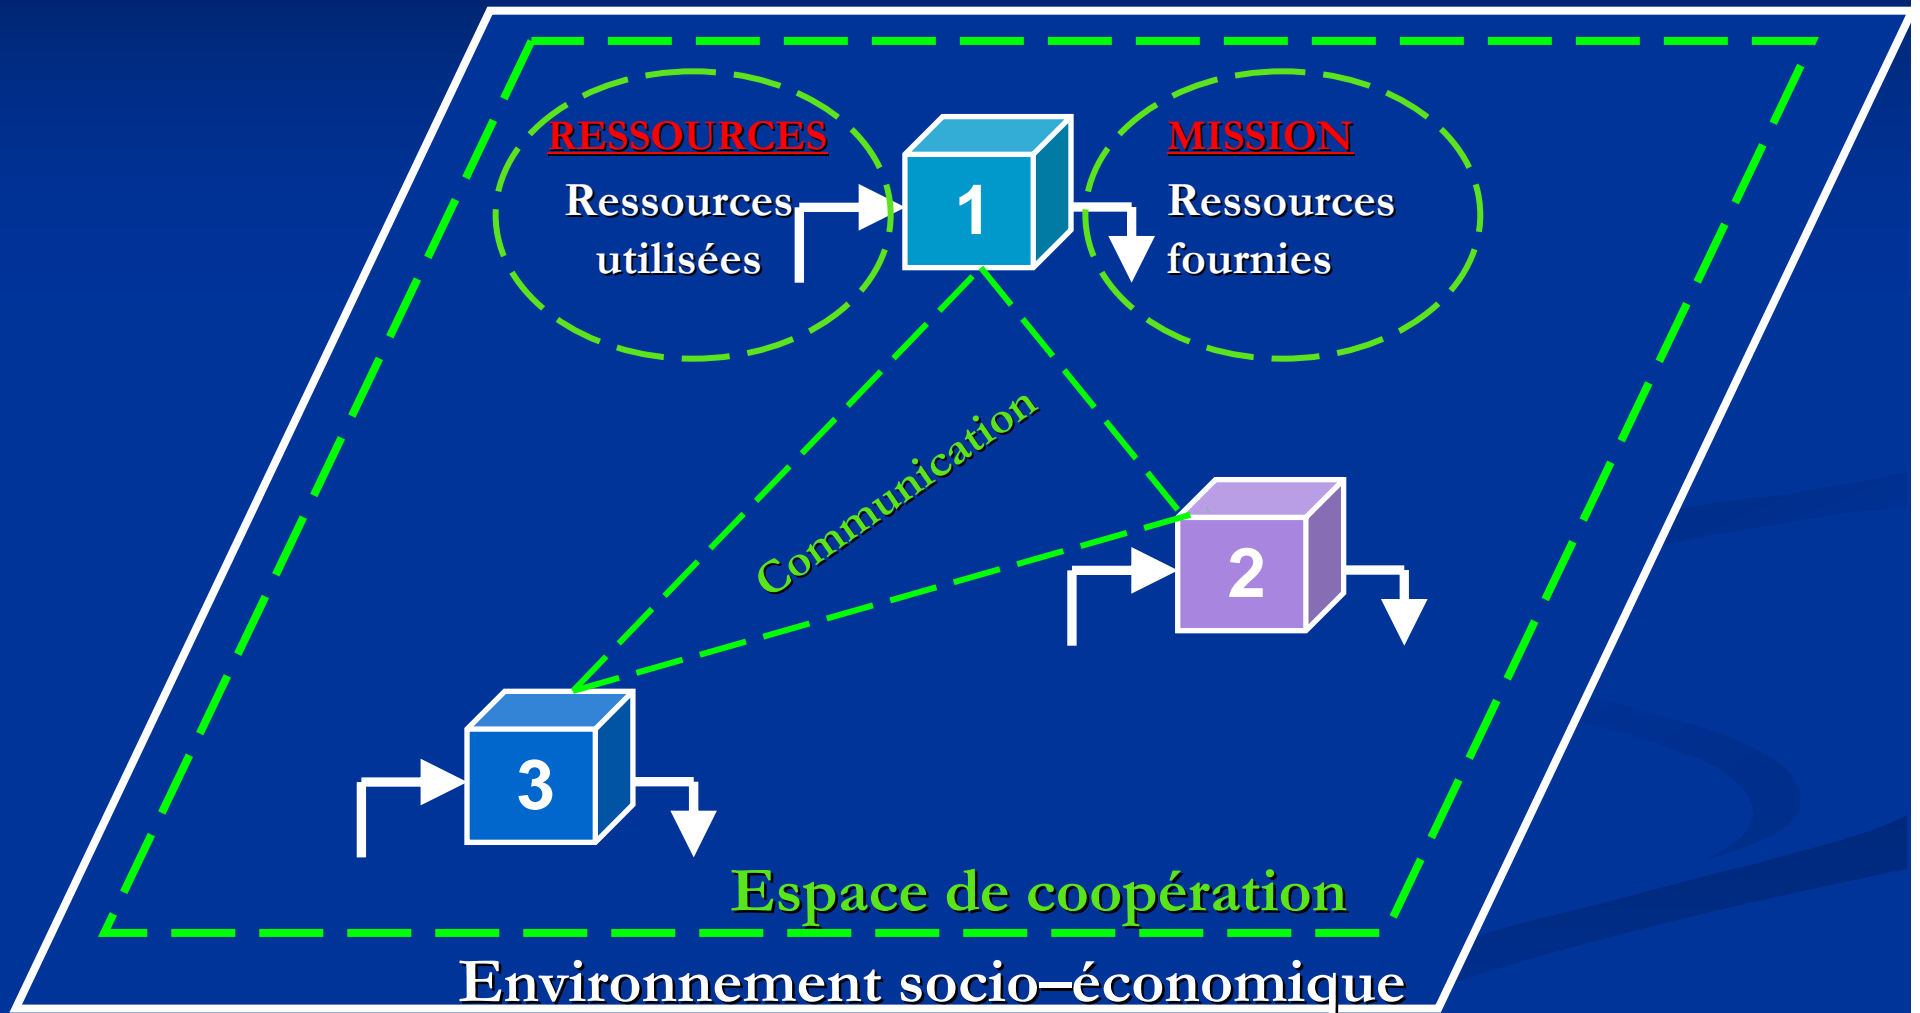 RESSOURCES
Ressources
utilisées
1
MISSION
Ressources
fournies
Communication
2
3
Espace de coopération
Environnement socio–économique